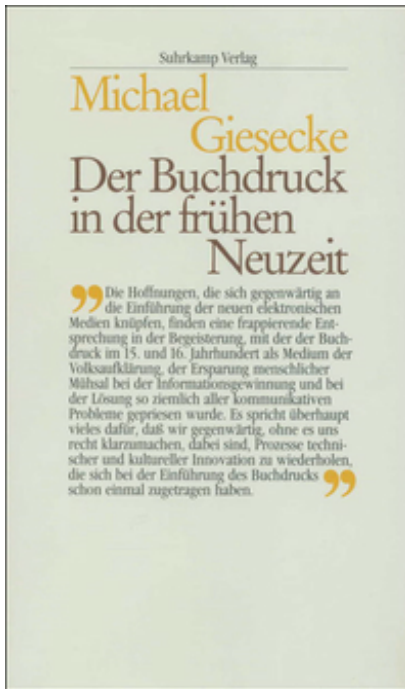 Suhrkamp Verlag
Michael
Giesecke
Der Buchdruck
in der frühen
Neuzeit
”Die Hoffnungen, die sich gegenwärtig an
die Einführung der neuen elektronischen
Medien knüpfen, finden eine frappierende Ent-
sprechung in der Begeisterung, mit der der Buch-
druck im 15. und 16. Jahrhundert als Medium der
Volksaufklärung, der Ersparung menschlicher
Mühsal bei der Informationsgewinnung und bei
der Lösung so ziemlich aller kommunikativen
Probleme gepriesen wurde. Es spricht überhaupt
vieles dafür, daß wir gegenwärtig, ohne es uns
recht klarzumachen, dabei sind, Prozesse techni-
scher und kultureller Innovation zu wiederholen,
die sich bei der Einführung des Buchdrucks
schon einmal zugetragen haben.”